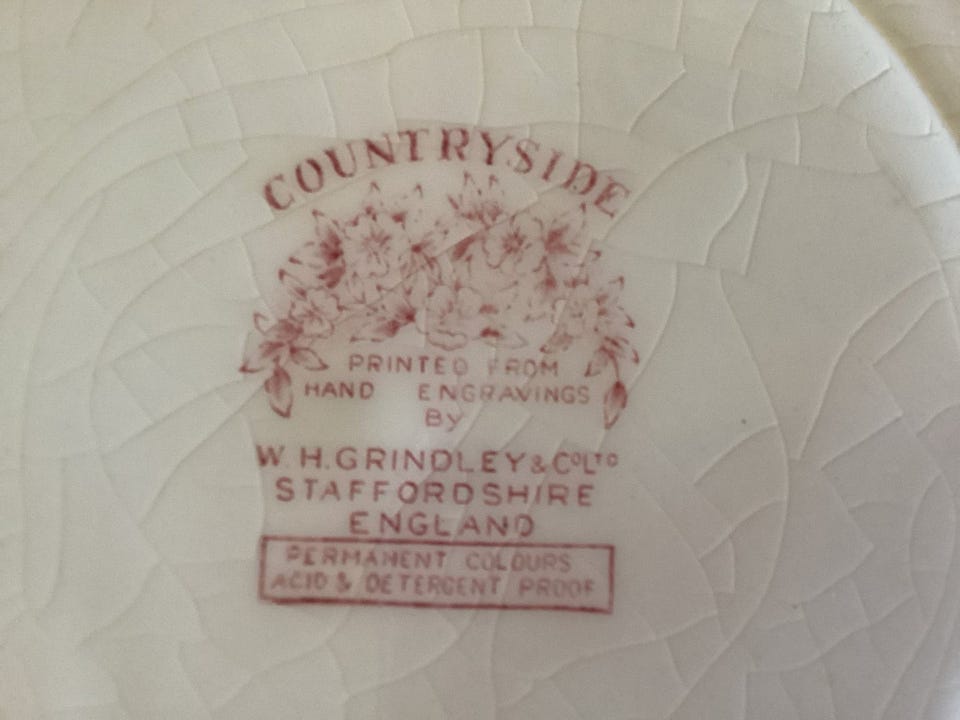 COUNTRYSIDE
PRINTED FROM
HAND ENGRAVINGS
By
W. H. GRINDLEY & Co LTD
STAFFORDSHIRE
ENGLAND
PERMANENT COLOURS
ACID & DETERGENT PROOF